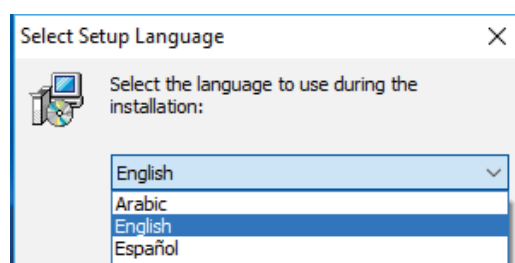 Select Setup Language
Select the language to use during the
installation:
English
Arabic
English
Español